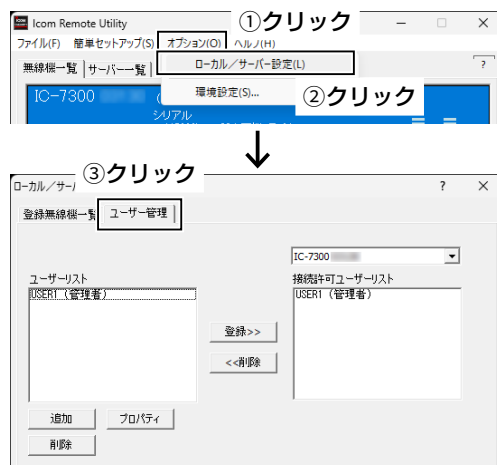 Icom Remote Utility
①クリック
ファイル(F) 簡単セットアップ(S) オプション(O) ヘルプ(H)
無線機一覧 サーバー一覧
ローカル／サーバー設定(L)
?
環境設定(S)...
②クリック
IC-7300
シリアル
③クリック
ローカル／サー
?
登録無線機一覧 ユーザー管理
IC-7300
ユーザーリスト
接続許可ユーザーリスト
USER1 (管理者)
USER1 (管理者)
登録>>
<<削除
追加 プロパティ
削除